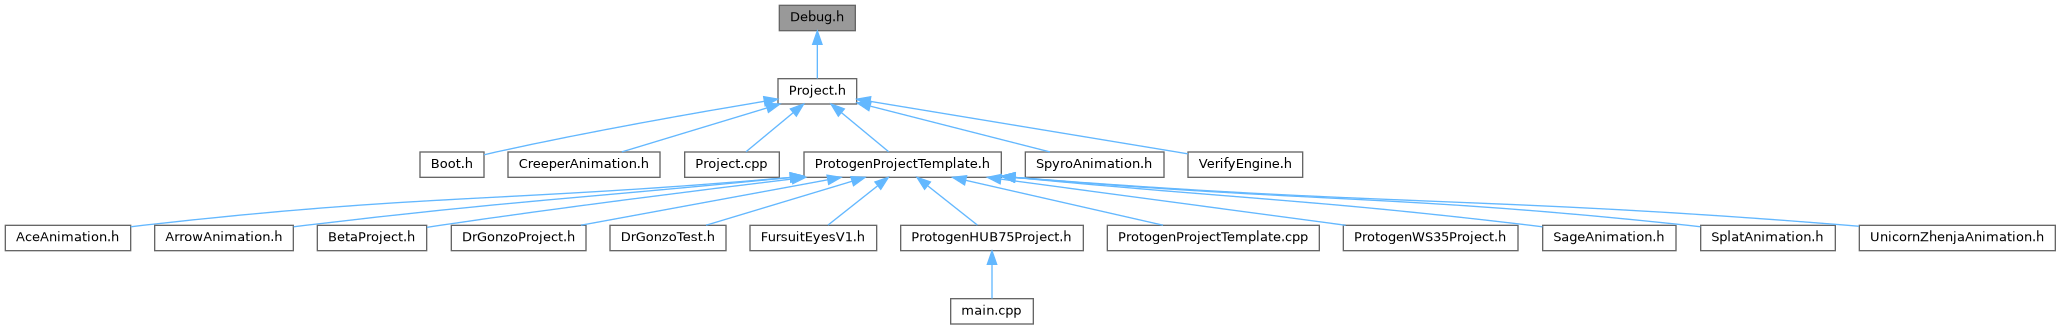 Debug.h
Project.h
Boot.h
CreeperAnimation.h
Project.cpp
ProtogenProjectTemplate.h
SpyroAnimation.h
VerifyEngine.h
AceAnimation.h
ArrowAnimation.h
BetaProject.h
DrGonzoProject.h
DrGonzoTest.h
FursuitEyesV1.h
ProtogenHUB75Project.h
ProtogenProjectTemplate.cpp
ProtogenWS35Project.h
SageAnimation.h
SplatAnimation.h
UnicornZhenjaAnimation.h
main.cpp